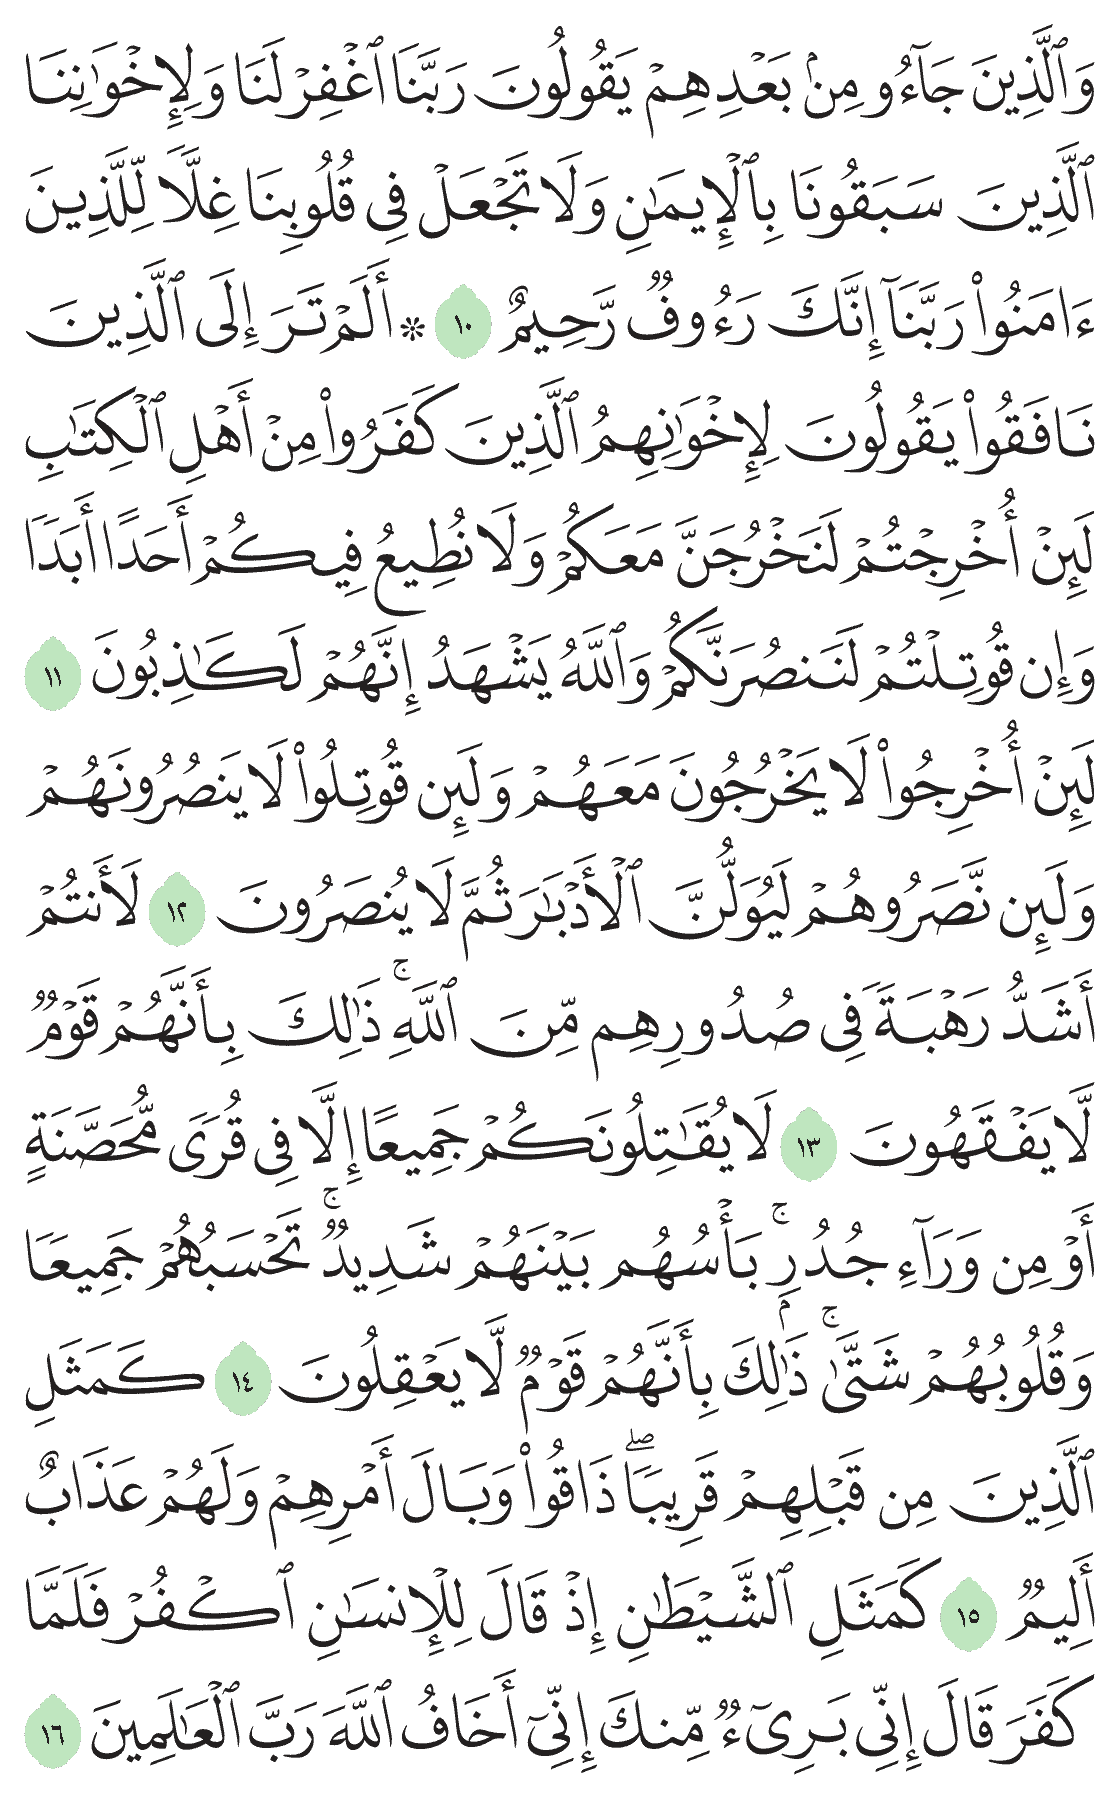 وَٱلَّذِينَ جَآءُو مِنۢ بَعْدِهِمْ يَقُولُونَ رَبَّنَا ٱغْفِرْ لَنَا وَلِإِخْوَٰنِنَا
ٱلَّذِينَ سَبَقُونَا بِٱلْإِيمَٰنِ وَلَا تَجْعَلْ فِى قُلُوبِنَا غِلًّا لِّلَّذِينَ
ءَامَنُوا۟ رَبَّنَآ إِنَّكَ رَءُوفٌ رَّحِيمٌ ١٠ ۞ أَلَمْ تَرَ إِلَى ٱلَّذِينَ
نَافَقُوا۟ يَقُولُونَ لِإِخْوَٰنِهِمُ ٱلَّذِينَ كَفَرُوا۟ مِنْ أَهْلِ ٱلْكِتَٰبِ
لَئِنْ أُخْرِجْتُمْ لَنَخْرُجَنَّ مَعَكُمْ وَلَا نُطِيعُ فِيكُمْ أَحَدًا أَبَدًا
وَإِن قُوتِلْتُمْ لَنَنصُرَنَّكُمْ وَٱللَّهُ يَشْهَدُ إِنَّهُمْ لَكَٰذِبُونَ ١١
لَئِنْ أُخْرِجُوا۟ لَا يَخْرُجُونَ مَعَهُمْ وَلَئِن قُوتِلُوا۟ لَا يَنصُرُونَهُمْ
وَلَئِن نَّصَرُوهُمْ لَيُوَلُّنَّ ٱلْأَدْبَٰرَ ثُمَّ لَا يُنصَرُونَ ١٢ لَأَنتُمْ
أَشَدُّ رَهْبَةً فِى صُدُورِهِم مِّنَ ٱللَّهِ ۚ ذَٰلِكَ بِأَنَّهُمْ قَوْمٌ
لَّا يَفْقَهُونَ ١٣ لَا يُقَٰتِلُونَكُمْ جَمِيعًا إِلَّا فِى قُرًى مُّحَصَّنَةٍ
أَوْ مِن وَرَآءِ جُدُرٍۭ ۚ بَأْسُهُم بَيْنَهُمْ شَدِيدٌ ۚ تَحْسَبُهُمْ جَمِيعًا
وَقُلُوبُهُمْ شَتَّىٰ ۚ ذَٰلِكَ بِأَنَّهُمْ قَوْمٌ لَّا يَعْقِلُونَ ١٤ كَمَثَلِ
ٱلَّذِينَ مِن قَبْلِهِمْ قَرِيبًا ۖ ذَاقُوا۟ وَبَالَ أَمْرِهِمْ وَلَهُمْ عَذَابٌ
أَلِيمٌ ١٥ كَمَثَلِ ٱلشَّيْطَٰنِ إِذْ قَالَ لِلْإِنسَٰنِ ٱكْفُرْ فَلَمَّا
كَفَرَ قَالَ إِنِّى بَرِىٓءٌ مِّنكَ إِنِّىٓ أَخَافُ ٱللَّهَ رَبَّ ٱلْعَٰلَمِينَ ١٦